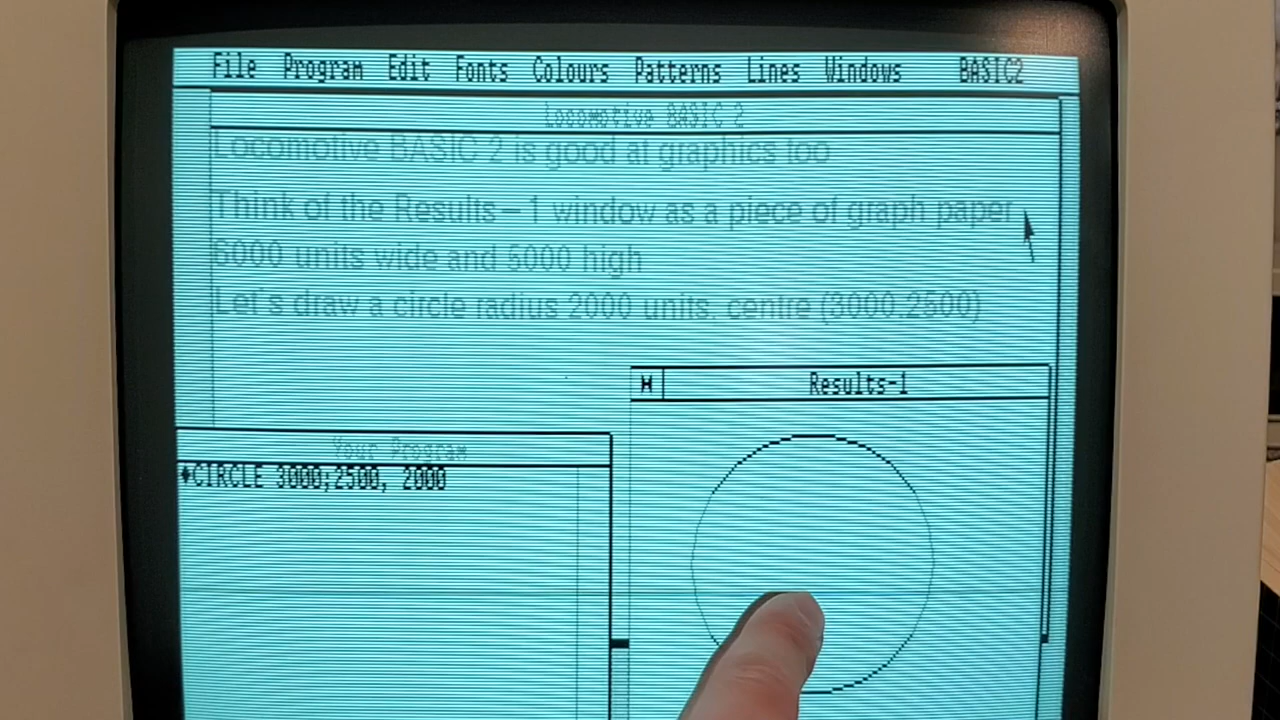 File Program Edit Fonts Colours Patterns Lines Windows BASIC2
Locomotive BASIC 2
Locomotive BASIC 2 is good at graphics too
Think of the Results-1 window as a piece of graph paper
6000 units wide and 5000 high
Let's draw a circle radius 2000 units, centre (3000,2500)
Results-1
Your Program
♦CIRCLE 3000;2500, 2000